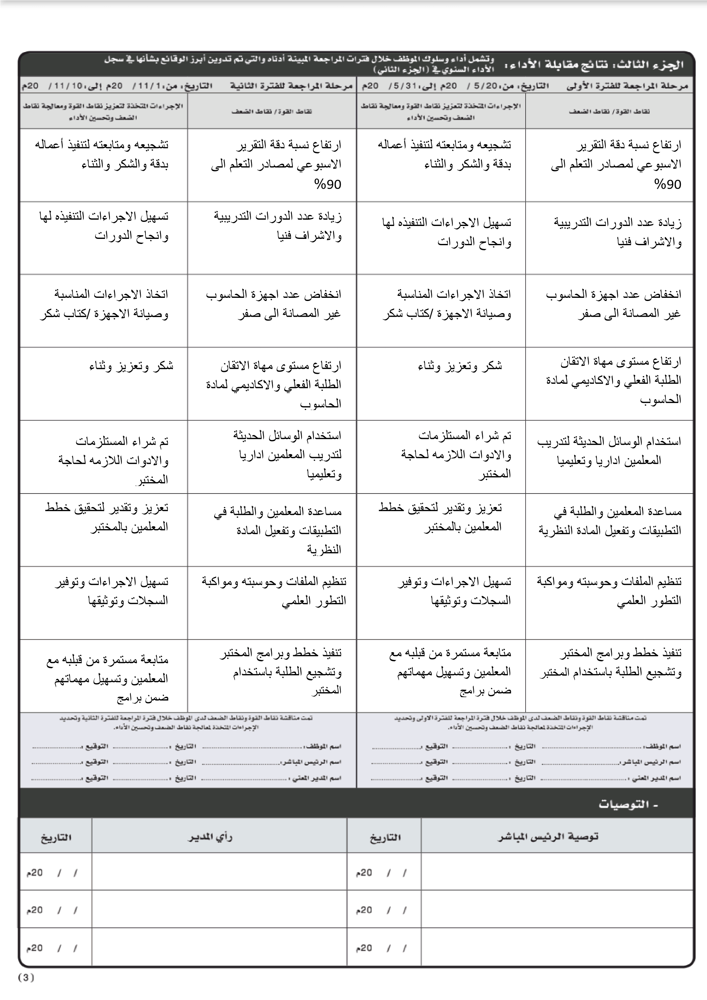 الجزء الثالث: نتائج مقابلة الأداء:
وتشمل أداء وسلوك الموظف خلال فترات المراجعة المبينة أدناه والتي تم تدوين أبرز الوقائع بشأنها في سجل
الأداء السنوي في (الجزء الثاني)
مرحلة المراجعة للفترة الأولى التاريخ: من: 5/20 / 20م إلى: 5/31 / 20م
نقاط القوة / نقاط الضعف
الإجراءات المتخذة لتعزيز نقاط القوة ومعالجة نقاط
الضعف وتحسين الأداء
مرحلة المراجعة للفترة الثانية التاريخ: من: 11/1 / 20م إلى: 11/10 / 20م
نقاط القوة / نقاط الضعف
الإجراءات المتخذة لتعزيز نقاط القوة ومعالجة نقاط
الضعف وتحسين الأداء
ارتفاع نسبة دقة التقرير
الاسبوعي لمصادر التعلم الى
90%
تشجيعه ومتابعته لتنفيذ أعماله
بدقة والشكر والثناء
ارتفاع نسبة دقة التقرير
الاسبوعي لمصادر التعلم الى
90%
تشجيعه ومتابعته لتنفيذ أعماله
بدقة والشكر والثناء
زيادة عدد الدورات التدريبية
والاشراف فنيا
تسهيل الاجراءات التنفيذه لها
وانجاح الدورات
زيادة عدد الدورات التدريبية
والاشراف فنيا
تسهيل الاجراءات التنفيذه لها
وانجاح الدورات
انخفاض عدد اجهزة الحاسوب
غير المصانة الى صفر
اتخاذ الاجراءات المناسبة
وصيانة الاجهزة /كتاب شكر
انخفاض عدد اجهزة الحاسوب
غير المصانة الى صفر
اتخاذ الاجراءات المناسبة
وصيانة الاجهزة /كتاب شكر
ارتفاع مستوى مهاة الاتقان
الطلبة الفعلي والاكاديمي لمادة
الحاسوب
شكر وتعزيز وثناء
ارتفاع مستوى مهاة الاتقان
الطلبة الفعلي والاكاديمي لمادة
الحاسوب
شكر وتعزيز وثناء
استخدام الوسائل الحديثة لتدريب
المعلمين اداريا وتعليميا
تم شراء المستلزمات
والادوات اللازمه لحاجة
المختبر
استخدام الوسائل الحديثة
لتدريب المعلمين اداريا
وتعليميا
تم شراء المستلزمات
والادوات اللازمه لحاجة
المختبر
مساعدة المعلمين والطلبة في
التطبيقات وتفعيل المادة النظرية
تعزيز وتقدير لتحقيق خطط
المعلمين بالمختبر
مساعدة المعلمين والطلبة في
التطبيقات وتفعيل المادة
النظرية
تعزيز وتقدير لتحقيق خطط
المعلمين بالمختبر
تنظيم الملفات وحوسبته ومواكبة
التطور العلمي
تسهيل الاجراءات وتوفير
السجلات وتوثيقها
تنظيم الملفات وحوسبته ومواكبة
التطور العلمي
تسهيل الاجراءات وتوفير
السجلات وتوثيقها
تنفيذ خطط وبرامج المختبر
وتشجيع الطلبة باستخدام المختبر
متابعة مستمرة من قبلبه مع
المعلمين وتسهيل مهماتهم
ضمن برامج
تنفيذ خطط وبرامج المختبر
وتشجيع الطلبة باستخدام
المختبر
متابعة مستمرة من قبلبه مع
المعلمين وتسهيل مهماتهم
ضمن برامج
تمت مناقشة نقاط القوة ونقاط الضعف لدى الموظف خلال فترة المراجعة للفترة الاولى وتحديد
الإجراءات المتخذة لمعالجة نقاط الضعف وتحسين الأداء.
اسم الموظف: التاريخ : التوقيع :
اسم الرئيس المباشر: التاريخ : التوقيع :
اسم المدير المعني : التاريخ : التوقيع :
تمت مناقشة نقاط القوة ونقاط الضعف لدى الموظف خلال فترة المراجعة للفترة الثانية وتحديد
الإجراءات المتخذة لمعالجة نقاط الضعف وتحسين الأداء.
اسم الموظف: التاريخ : التوقيع :
اسم الرئيس المباشر: التاريخ : التوقيع :
اسم المدير المعني : التاريخ : التوقيع :
- التوصيات
توصية الرئيس المباشر التاريخ رأي المدير التاريخ
/ / 20م / / 20م
/ / 20م / / 20م
/ / 20م / / 20م
(3)